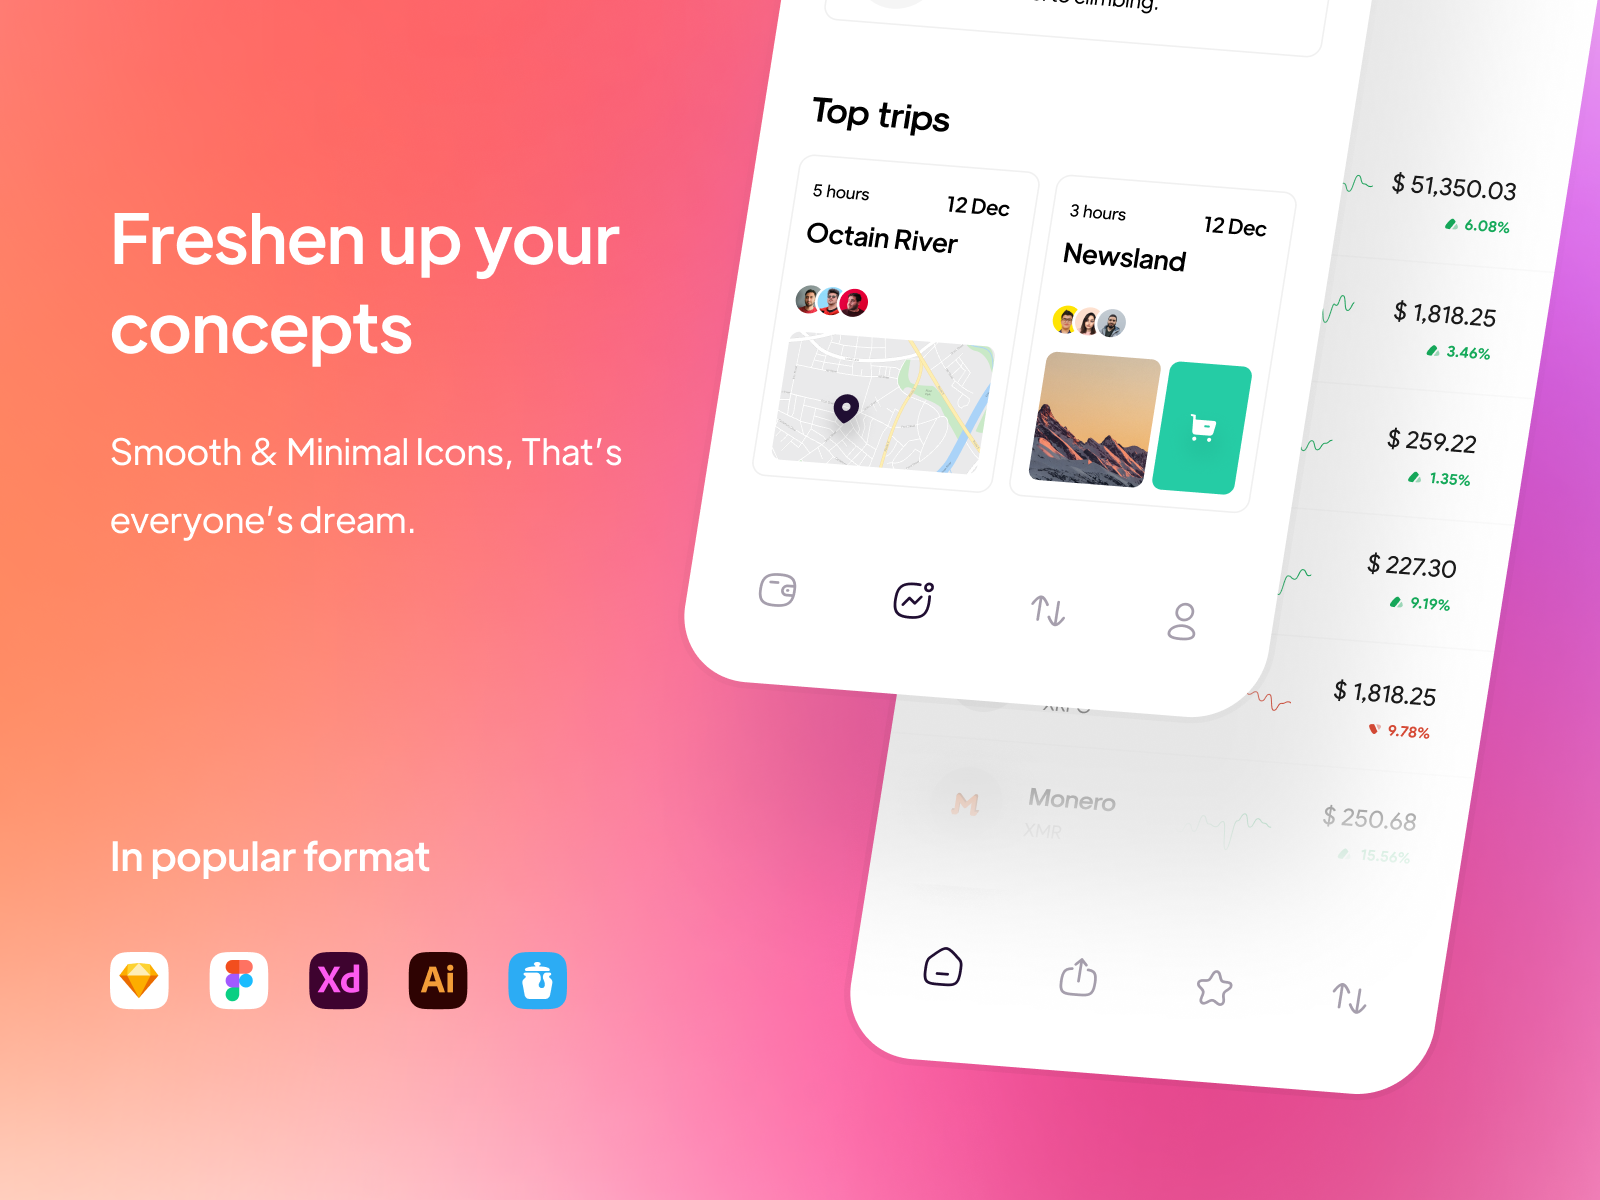 Freshen up your
concepts
Smooth & Minimal Icons, That's
everyone's dream.
In popular format
Xd
Ai
climbing.
Top trips
5 hours
12 Dec
Octain River
3 hours
12 Dec
Newsland
$ 51,350.03
6.08%
$ 1,818.25
3.46%
$ 259.22
1.35%
$ 227.30
9.19%
$ 1,818.25
9.78%
Monero
XMR
$ 250.68
15.56%